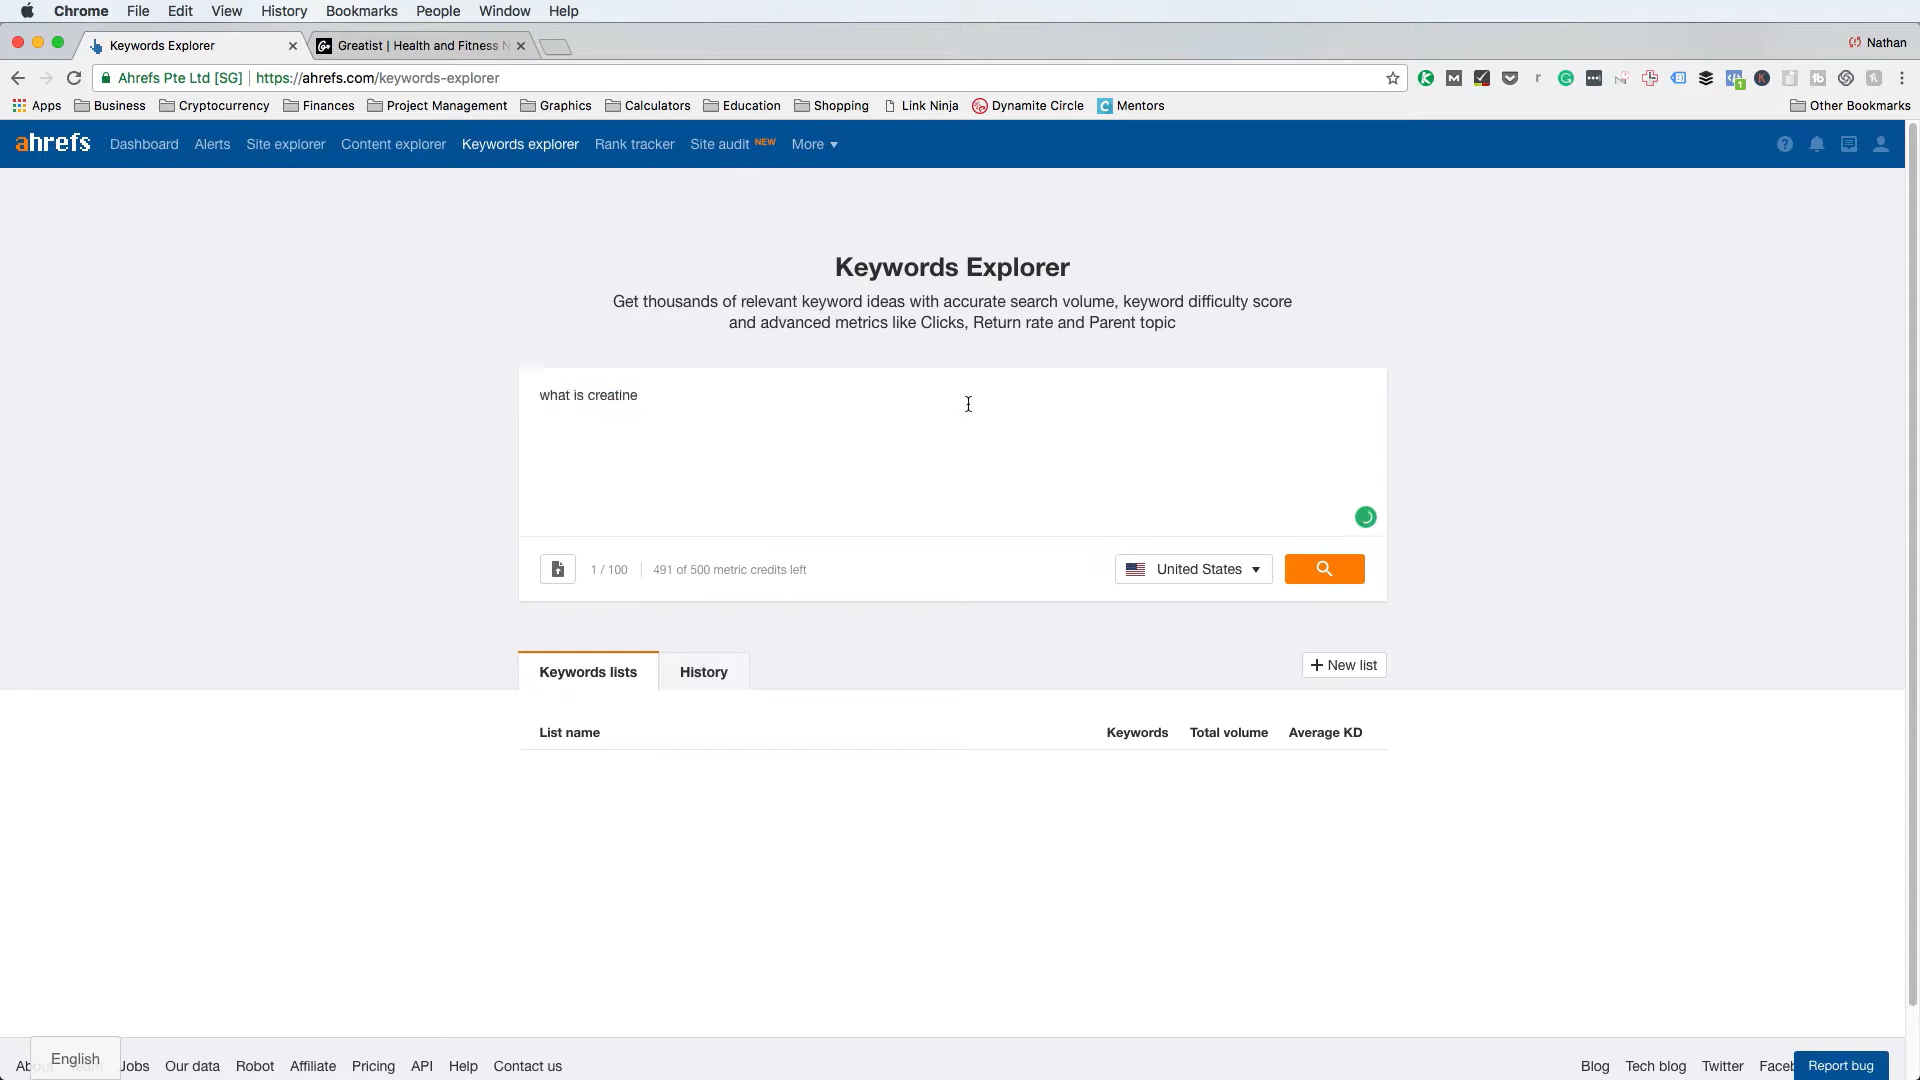 Chrome File Edit View History Bookmarks People Window Help
Keywords Explorer
Greatist | Health and Fitness N
Nathan
Ahrefs Pte Ltd [SG] https://ahrefs.com/keywords-explorer
Apps Business Cryptocurrency Finances Project Management Graphics Calculators Education Shopping Link Ninja Dynamite Circle Mentors Other Bookmarks
ahrefs Dashboard Alerts Site explorer Content explorer Keywords explorer Rank tracker Site audit NEW More
Keywords Explorer
Get thousands of relevant keyword ideas with accurate search volume, keyword difficulty score
and advanced metrics like Clicks, Return rate and Parent topic
what is creatine
1 / 100 491 of 500 metric credits left United States
Keywords lists History + New list
List name Keywords Total volume Average KD
English
Jobs Our data Robot Affiliate Pricing API Help Contact us Blog Tech blog Twitter Faceb Report bug